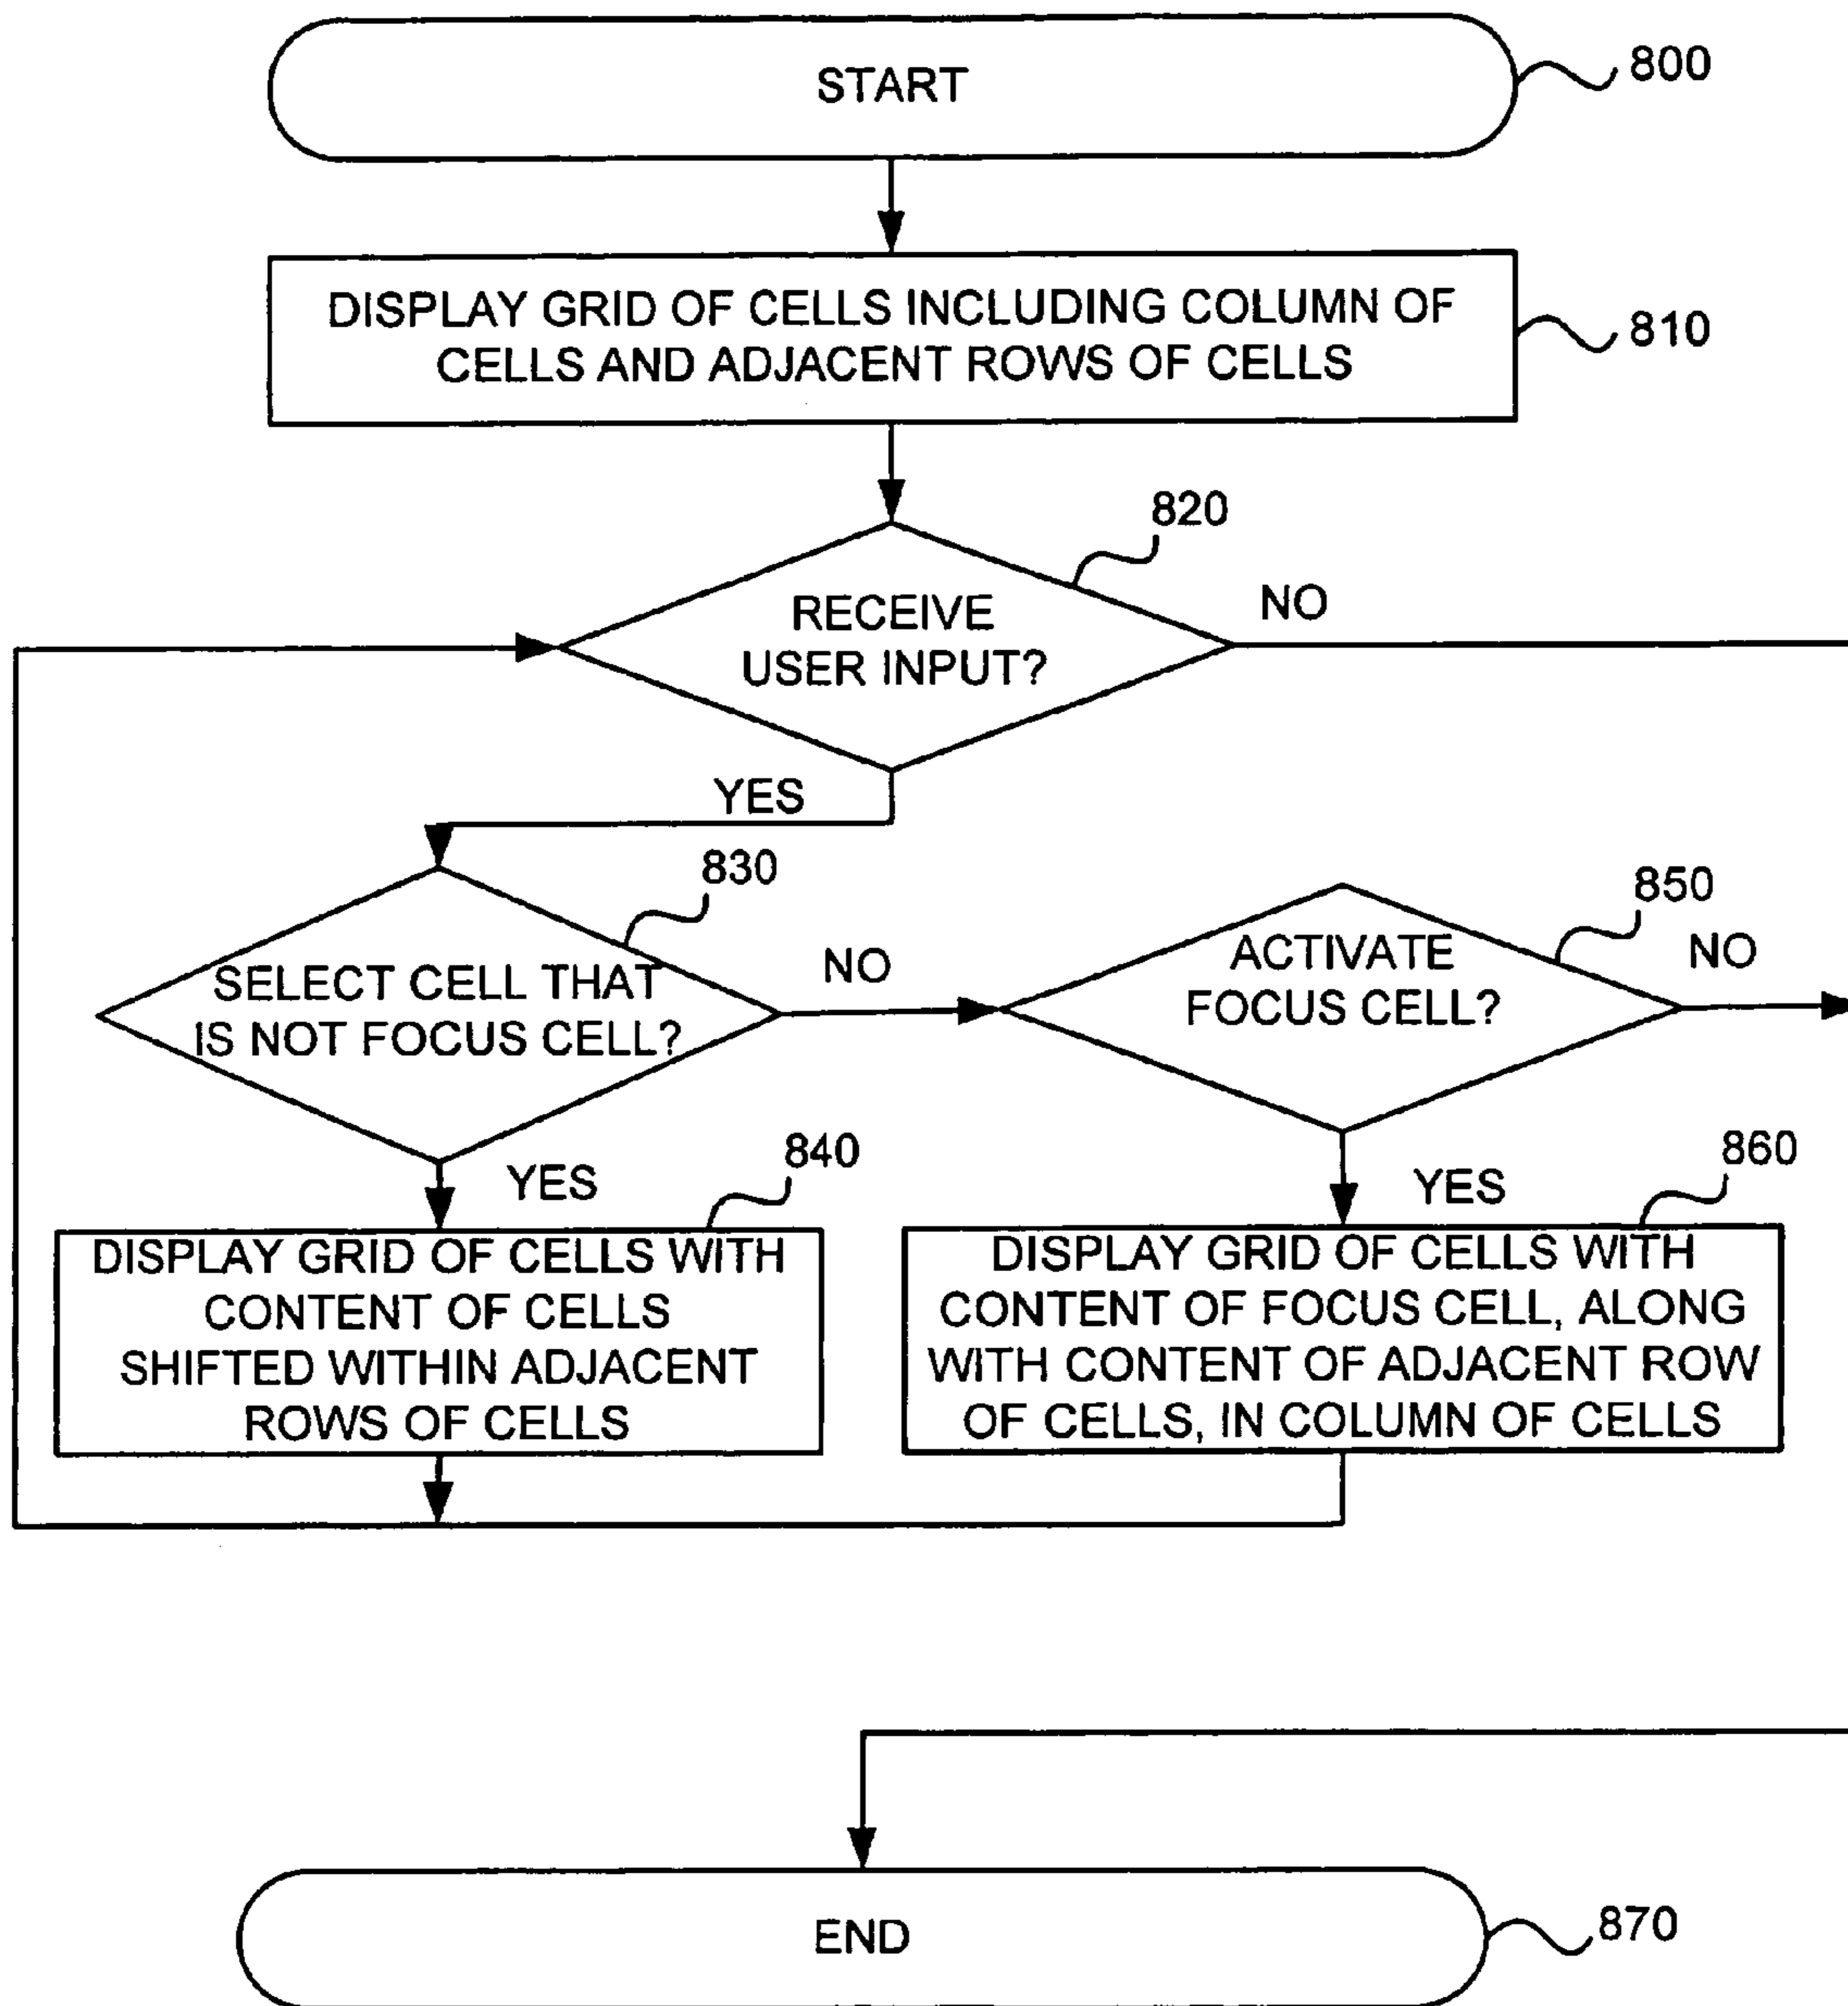 START
800
DISPLAY GRID OF CELLS INCLUDING COLUMN OF
CELLS AND ADJACENT ROWS OF CELLS
810
820
RECEIVE
USER INPUT?
NO
YES
830
SELECT CELL THAT
IS NOT FOCUS CELL?
NO
850
ACTIVATE
FOCUS CELL?
NO
YES
840
DISPLAY GRID OF CELLS WITH
CONTENT OF CELLS
SHIFTED WITHIN ADJACENT
ROWS OF CELLS
YES
860
DISPLAY GRID OF CELLS WITH
CONTENT OF FOCUS CELL, ALONG
WITH CONTENT OF ADJACENT ROW
OF CELLS, IN COLUMN OF CELLS
END
870